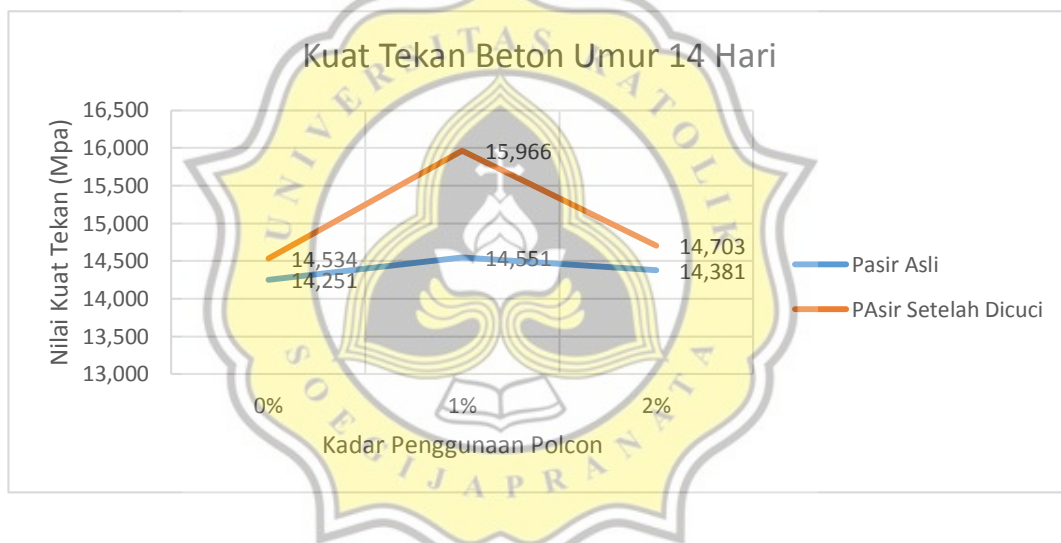 Kuat Tekan Beton Umur 14 Hari
Nilai Kuat Tekan (Mpa)
16,500
16,000
15,500
15,000
14,500
14,000
13,500
13,000
15,966
14,534
14,251
14,551
14,703
14,381
0%
1%
2%
Kadar Penggunaan Polcon
Pasir Asli
PAsir Setelah Dicuci
UNIVERSITAS KATOLIK
SOEGIJAPRANATA